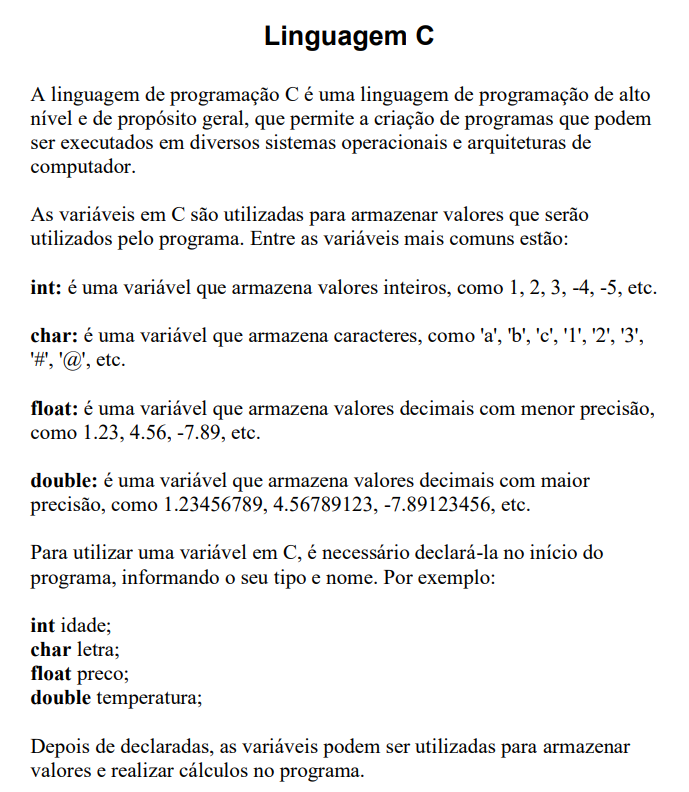 Linguagem C
A linguagem de programação C é uma linguagem de programação de alto
nível e de propósito geral, que permite a criação de programas que podem
ser executados em diversos sistemas operacionais e arquiteturas de
computador.
As variáveis em C são utilizadas para armazenar valores que serão
utilizados pelo programa. Entre as variáveis mais comuns estão:
int: é uma variável que armazena valores inteiros, como 1, 2, 3, -4, -5, etc.
char: é uma variável que armazena caracteres, como 'a', 'b', 'c', '1', '2', '3',
'#', '@', etc.
float: é uma variável que armazena valores decimais com menor precisão,
como 1.23, 4.56, -7.89, etc.
double: é uma variável que armazena valores decimais com maior
precisão, como 1.23456789, 4.56789123, -7.89123456, etc.
Para utilizar uma variável em C, é necessário declará-la no início do
programa, informando o seu tipo e nome. Por exemplo:
int idade;
char letra;
float preco;
double temperatura;
Depois de declaradas, as variáveis podem ser utilizadas para armazenar
valores e realizar cálculos no programa.